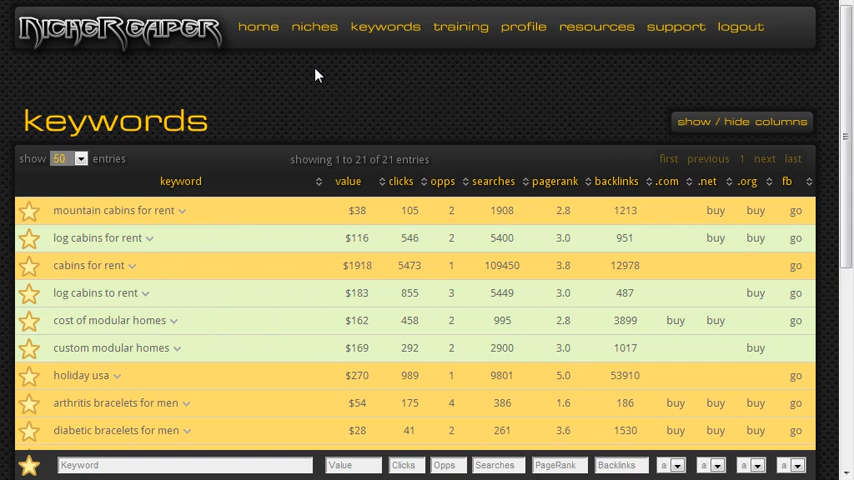 NicheReaper home niches keywords training profile resources support logout
keywords
show / hide columns
show 50 entries showing 1 to 21 of 21 entries first previous 1 next last
keyword value clicks opps searches pagerank backlinks .com .net .org fb
mountain cabins for rent $38 105 2 1908 2.8 1213 buy buy go
log cabins for rent $116 546 2 5400 3.0 951 buy buy go
cabins for rent $1918 5473 1 109450 3.8 12978 go
log cabins to rent $183 855 3 5449 3.0 487 buy go
cost of modular homes $162 458 2 995 2.8 3899 buy buy go
custom modular homes $169 292 2 2900 3.0 1017 buy
holiday usa $270 989 1 9801 5.0 53910 go
arthritis bracelets for men $54 175 4 386 1.6 186 buy buy buy go
diabetic bracelets for men $28 41 2 261 3.6 1530 buy buy buy go
Keyword Value Clicks Opps Searches PageRank Backlinks a a a a